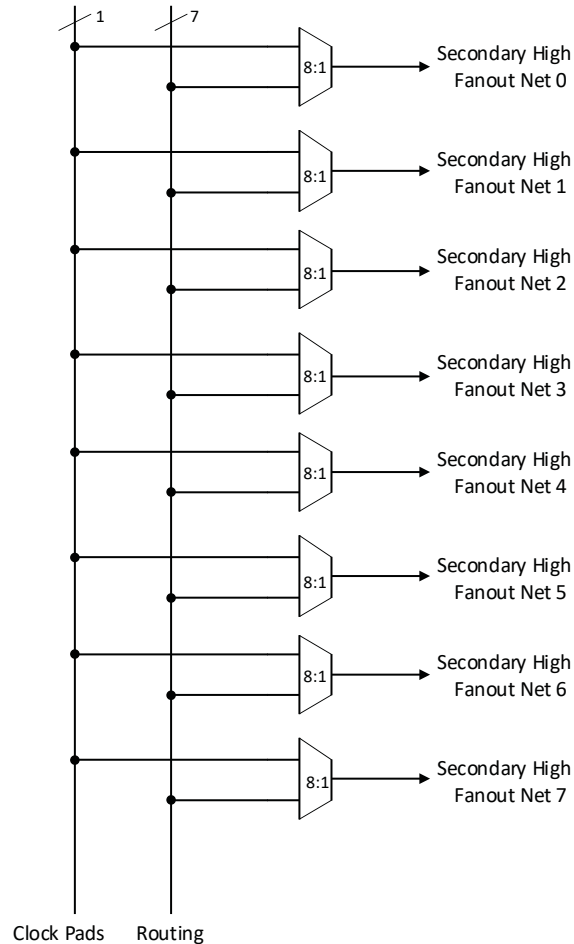 1
7
8:1
Secondary High
Fanout Net 0
8:1
Secondary High
Fanout Net 1
8:1
Secondary High
Fanout Net 2
8:1
Secondary High
Fanout Net 3
8:1
Secondary High
Fanout Net 4
8:1
Secondary High
Fanout Net 5
8:1
Secondary High
Fanout Net 6
8:1
Secondary High
Fanout Net 7
Clock Pads
Routing